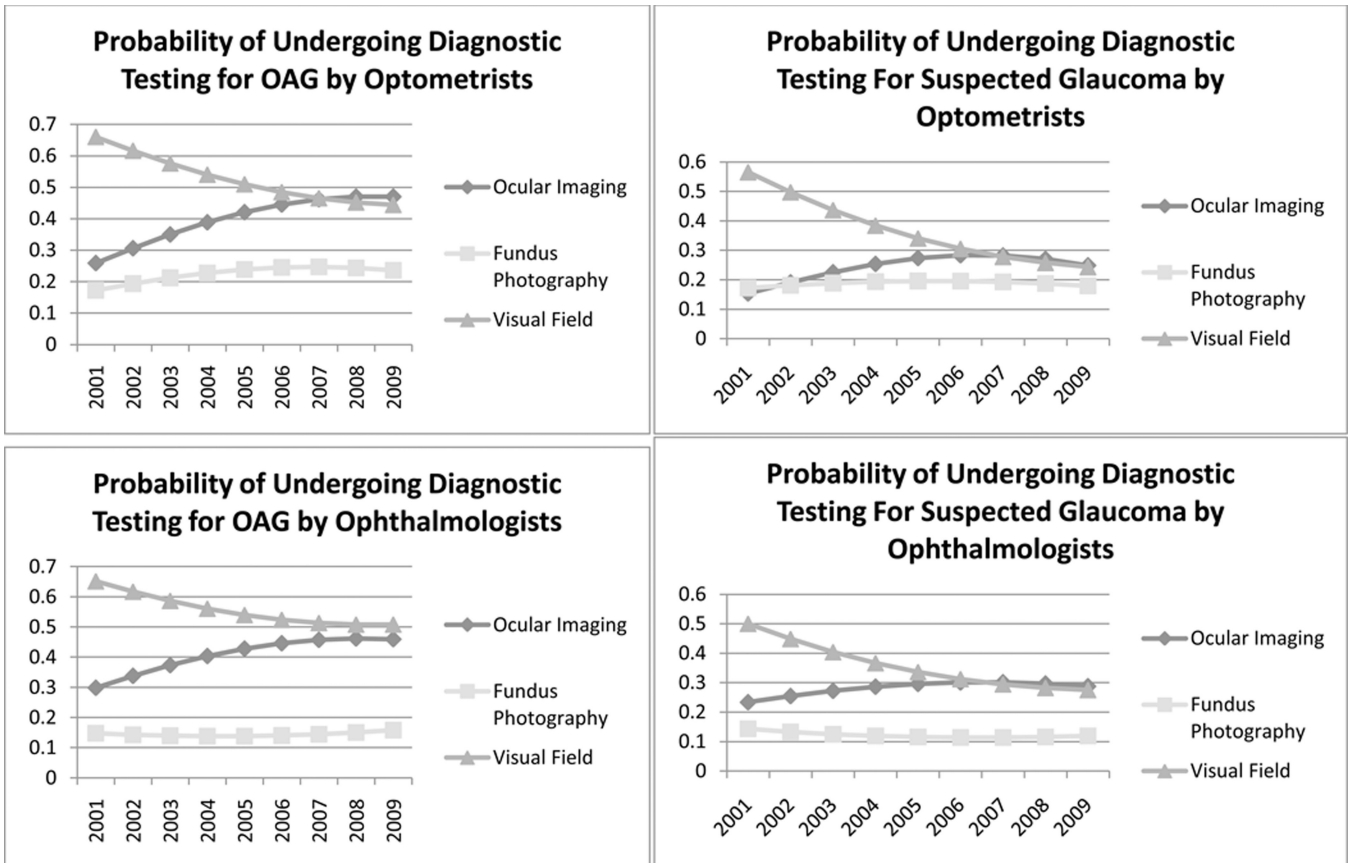 Probability of Undergoing Diagnostic
Testing for OAG by Optometrists
0.7
0.6
0.5
0.4
0.3
0.2
0.1
0
2001
2002
2003
2004
2005
2006
2007
2008
2009
Ocular Imaging
Fundus
Photography
Visual Field
Probability of Undergoing Diagnostic
Testing For Suspected Glaucoma by
Optometrists
0.6
0.5
0.4
0.3
0.2
0.1
0
2001
2002
2003
2004
2005
2006
2007
2008
2009
Ocular Imaging
Fundus
Photography
Visual Field
Probability of Undergoing Diagnostic
Testing for OAG by Ophthalmologists
0.7
0.6
0.5
0.4
0.3
0.2
0.1
0
2001
2002
2003
2004
2005
2006
2007
2008
2009
Ocular Imaging
Fundus
Photography
Visual Field
Probability of Undergoing Diagnostic
Testing For Suspected Glaucoma by
Ophthalmologists
0.6
0.5
0.4
0.3
0.2
0.1
0
2001
2002
2003
2004
2005
2006
2007
2008
2009
Ocular Imaging
Fundus
Photography
Visual Field